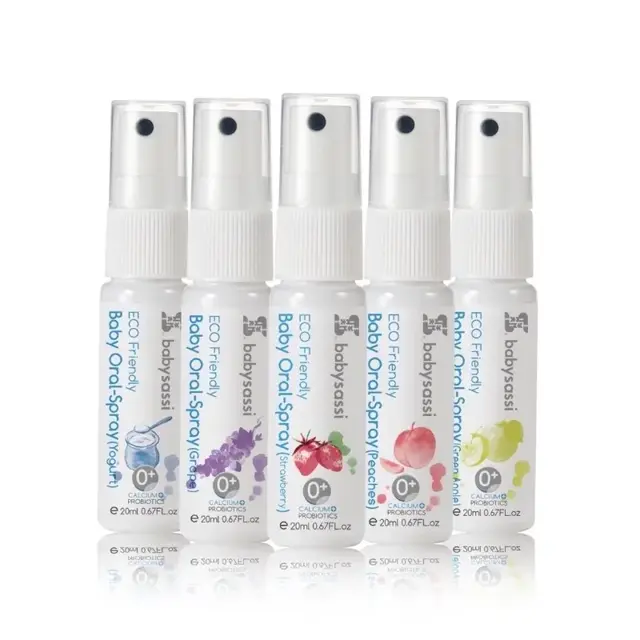 ECO Friendly
Baby Oral-Spray(Yogurt)
0+
CALCIUM+
PROBIOTICS
20ml 0.67FL.oz
babysassi
ECO Friendly
Baby Oral-Spray(Grape)
0+
CALCIUM+
PROBIOTICS
e 20ml 0.67FL.oz
babysassi
ECO Friendly
Baby Oral-Spray(Strawberry)
0+
CALCIUM+
PROBIOTICS
e 20ml 0.67FL.oz
babysassi
ECO Friendly
Baby Oral-Spray(Peaches)
0+
CALCIUM+
PROBIOTICS
e 20ml 0.67FL.oz
babysassi
ECO Friendly
Baby Oral-Spray(Green Apple)
0+
CALCIUM+
PROBIOTICS
e 20ml 0.67FL.oz